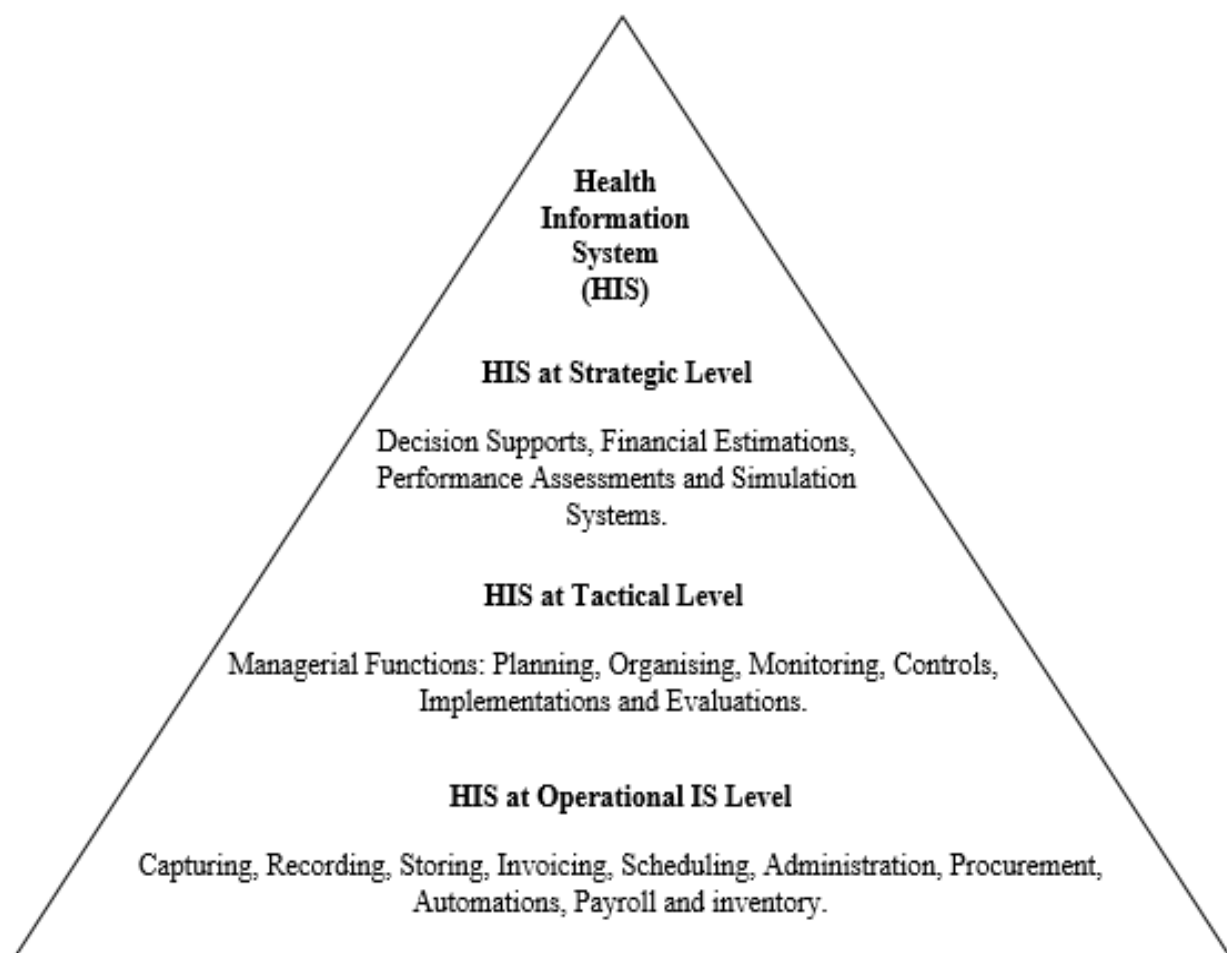 Health
Information
System
(HIS)
HIS at Strategic Level
Decision Supports, Financial Estimations,
Performance Assessments and Simulation
Systems.
HIS at Tactical Level
Managerial Functions: Planning, Organising, Monitoring, Controls,
Implementations and Evaluations.
HIS at Operational IS Level
Capturing, Recording, Storing, Invoicing, Scheduling, Administration, Procurement,
Automations, Payroll and inventory.